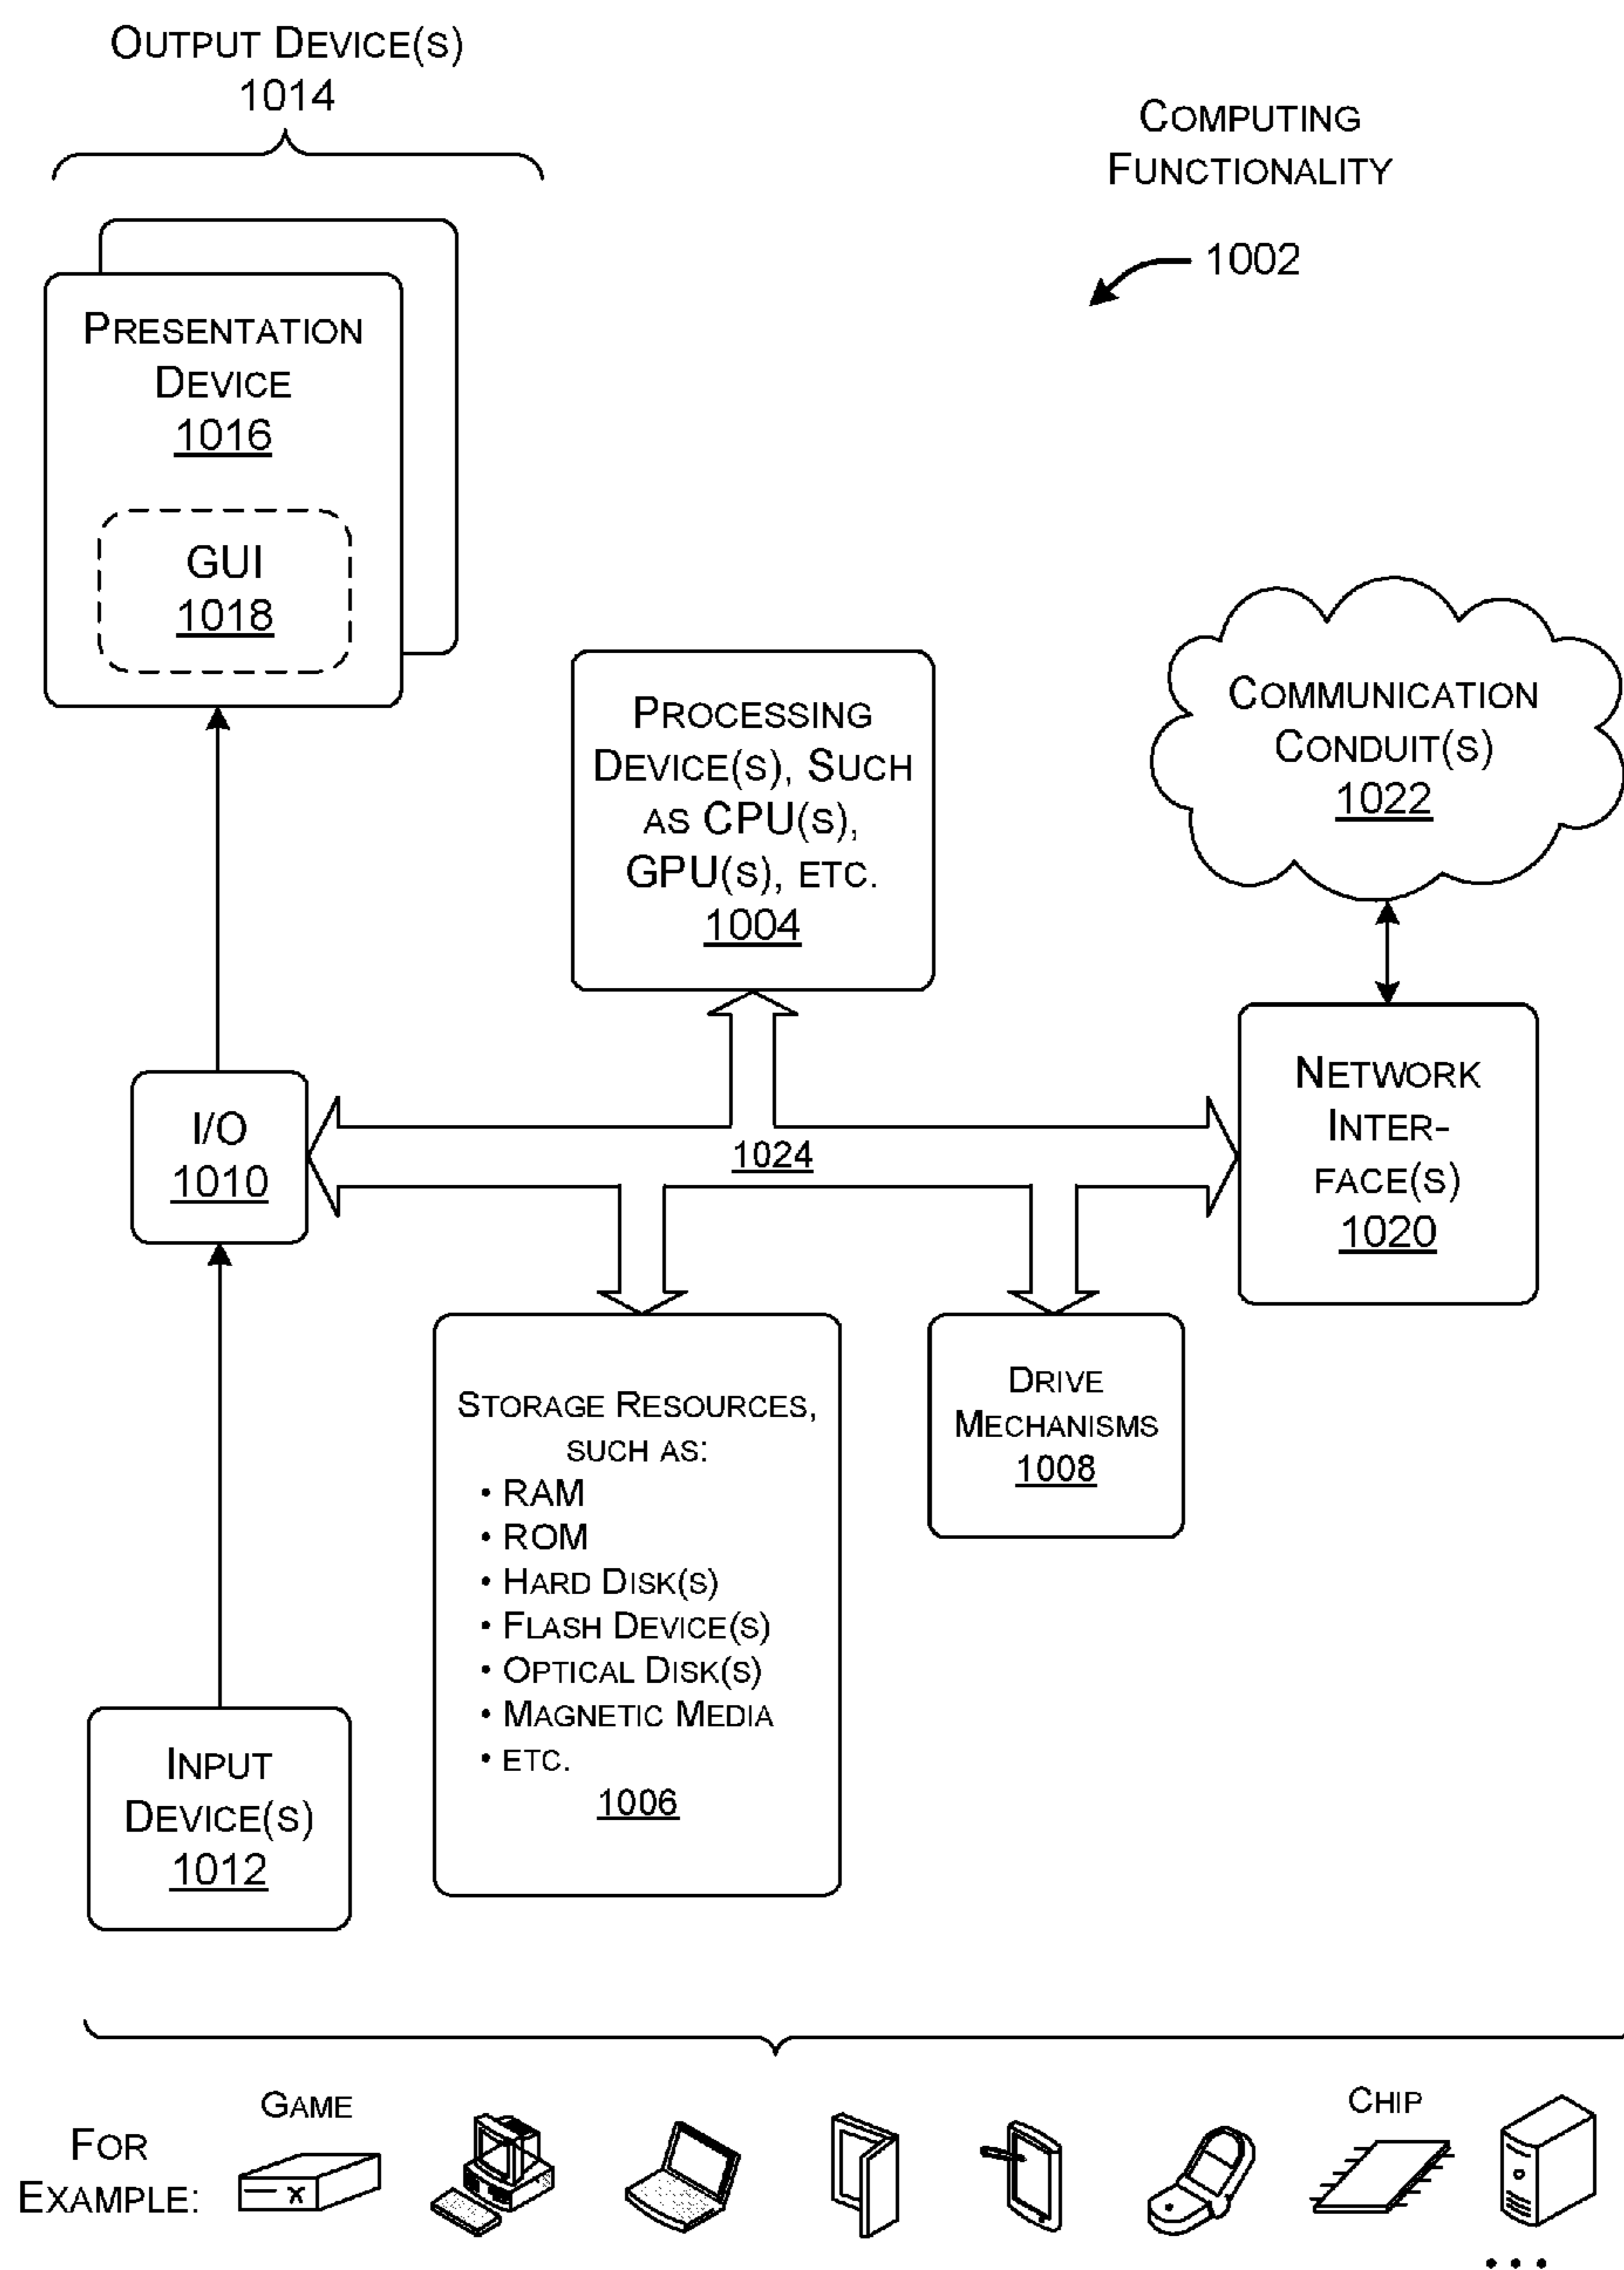 OUTPUT DEVICE(S)
1014
COMPUTING
FUNCTIONALITY
1002
PRESENTATION
DEVICE
1016
GUI
1018
PROCESSING
DEVICE(S), SUCH
AS CPU(S),
GPU(S), ETC.
1004
COMMUNICATION
CONDUIT(S)
1022
I/O
1010
1024
NETWORK
INTER-
FACE(S)
1020
STORAGE RESOURCES,
SUCH AS:
• RAM
• ROM
• HARD DISK(S)
• FLASH DEVICE(S)
• OPTICAL DISK(S)
• MAGNETIC MEDIA
• ETC.
1006
DRIVE
MECHANISMS
1008
INPUT
DEVICE(S)
1012
FOR
EXAMPLE:
GAME
X
CHIP
• • •